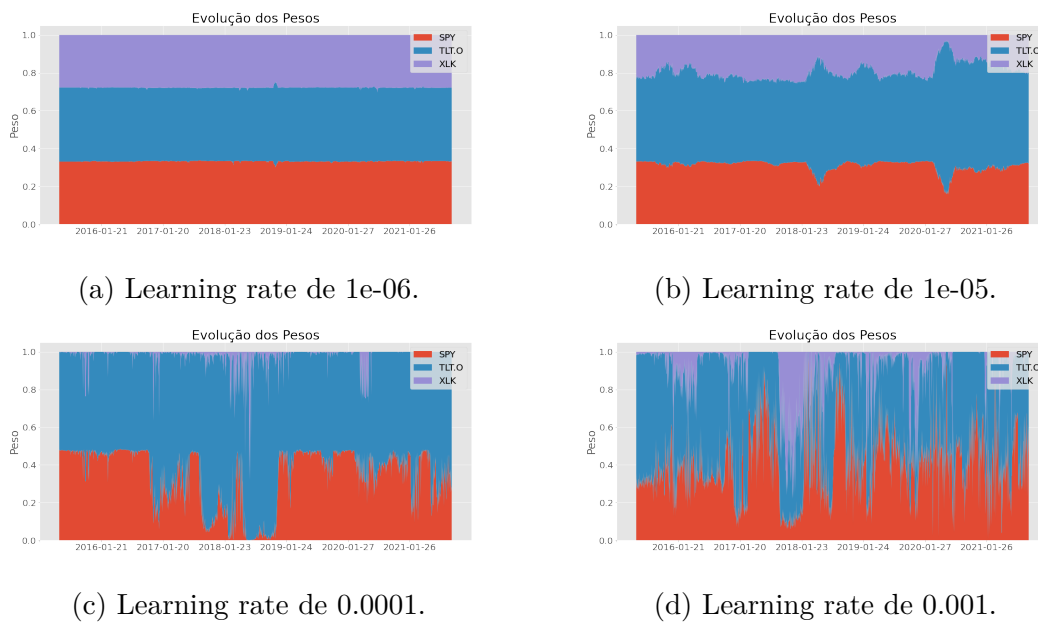 Evolução dos Pesos
1.0
0.8
0.6
0.4
0.2
0.0
Peso
SPY
TLT.O
XLK
2016-01-21 2017-01-20 2018-01-23 2019-01-24 2020-01-27 2021-01-26
(a) Learning rate de 1e-06.
Evolução dos Pesos
1.0
0.8
0.6
0.4
0.2
0.0
Peso
SPY
TLT.O
XLK
2016-01-21 2017-01-20 2018-01-23 2019-01-24 2020-01-27 2021-01-26
(b) Learning rate de 1e-05.
Evolução dos Pesos
1.0
0.8
0.6
0.4
0.2
0.0
Peso
SPY
TLT.O
XLK
2016-01-21 2017-01-20 2018-01-23 2019-01-24 2020-01-27 2021-01-26
(c) Learning rate de 0.0001.
Evolução dos Pesos
1.0
0.8
0.6
0.4
0.2
0.0
Peso
SPY
TLT.O
XLK
2016-01-21 2017-01-20 2018-01-23 2019-01-24 2020-01-27 2021-01-26
(d) Learning rate de 0.001.